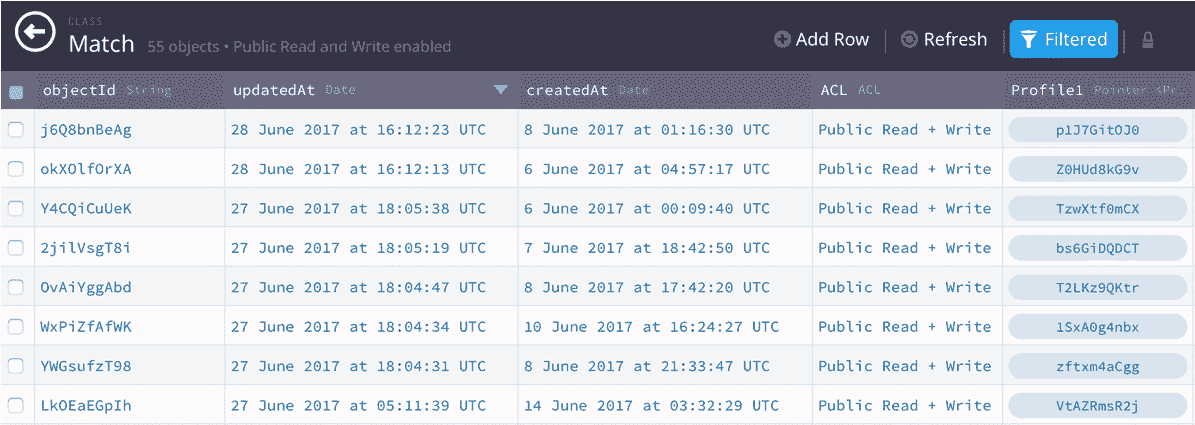 CLASS
Match 55 objects • Public Read and Write enabled
Add Row Refresh Filtered
objectId String updatedAt Date createdAt Date ACL ACL Profile1 Pointer <Pr…
j6Q8bnBeAg 28 June 2017 at 16:12:23 UTC 8 June 2017 at 01:16:30 UTC Public Read + Write p1J7GitOJ0
okXOlfOrXA 28 June 2017 at 16:12:13 UTC 6 June 2017 at 04:57:17 UTC Public Read + Write Z0HUd8kG9v
Y4CQiCuUeK 27 June 2017 at 18:05:38 UTC 6 June 2017 at 00:09:40 UTC Public Read + Write TzwXtf0mCX
2jilVsgT8i 27 June 2017 at 18:05:19 UTC 7 June 2017 at 18:42:50 UTC Public Read + Write bs6GiDQDCT
OvAiYggAbd 27 June 2017 at 18:04:47 UTC 8 June 2017 at 17:42:20 UTC Public Read + Write T2LKz9QKtr
WxPiZfAfWK 27 June 2017 at 18:04:34 UTC 10 June 2017 at 16:24:27 UTC Public Read + Write 1SxA0g4nbx
YWGsufzT98 27 June 2017 at 18:04:31 UTC 8 June 2017 at 21:33:47 UTC Public Read + Write zftxm4aCgg
LkOEaEGpIh 27 June 2017 at 05:11:39 UTC 14 June 2017 at 03:32:29 UTC Public Read + Write VtAZRmsR2j